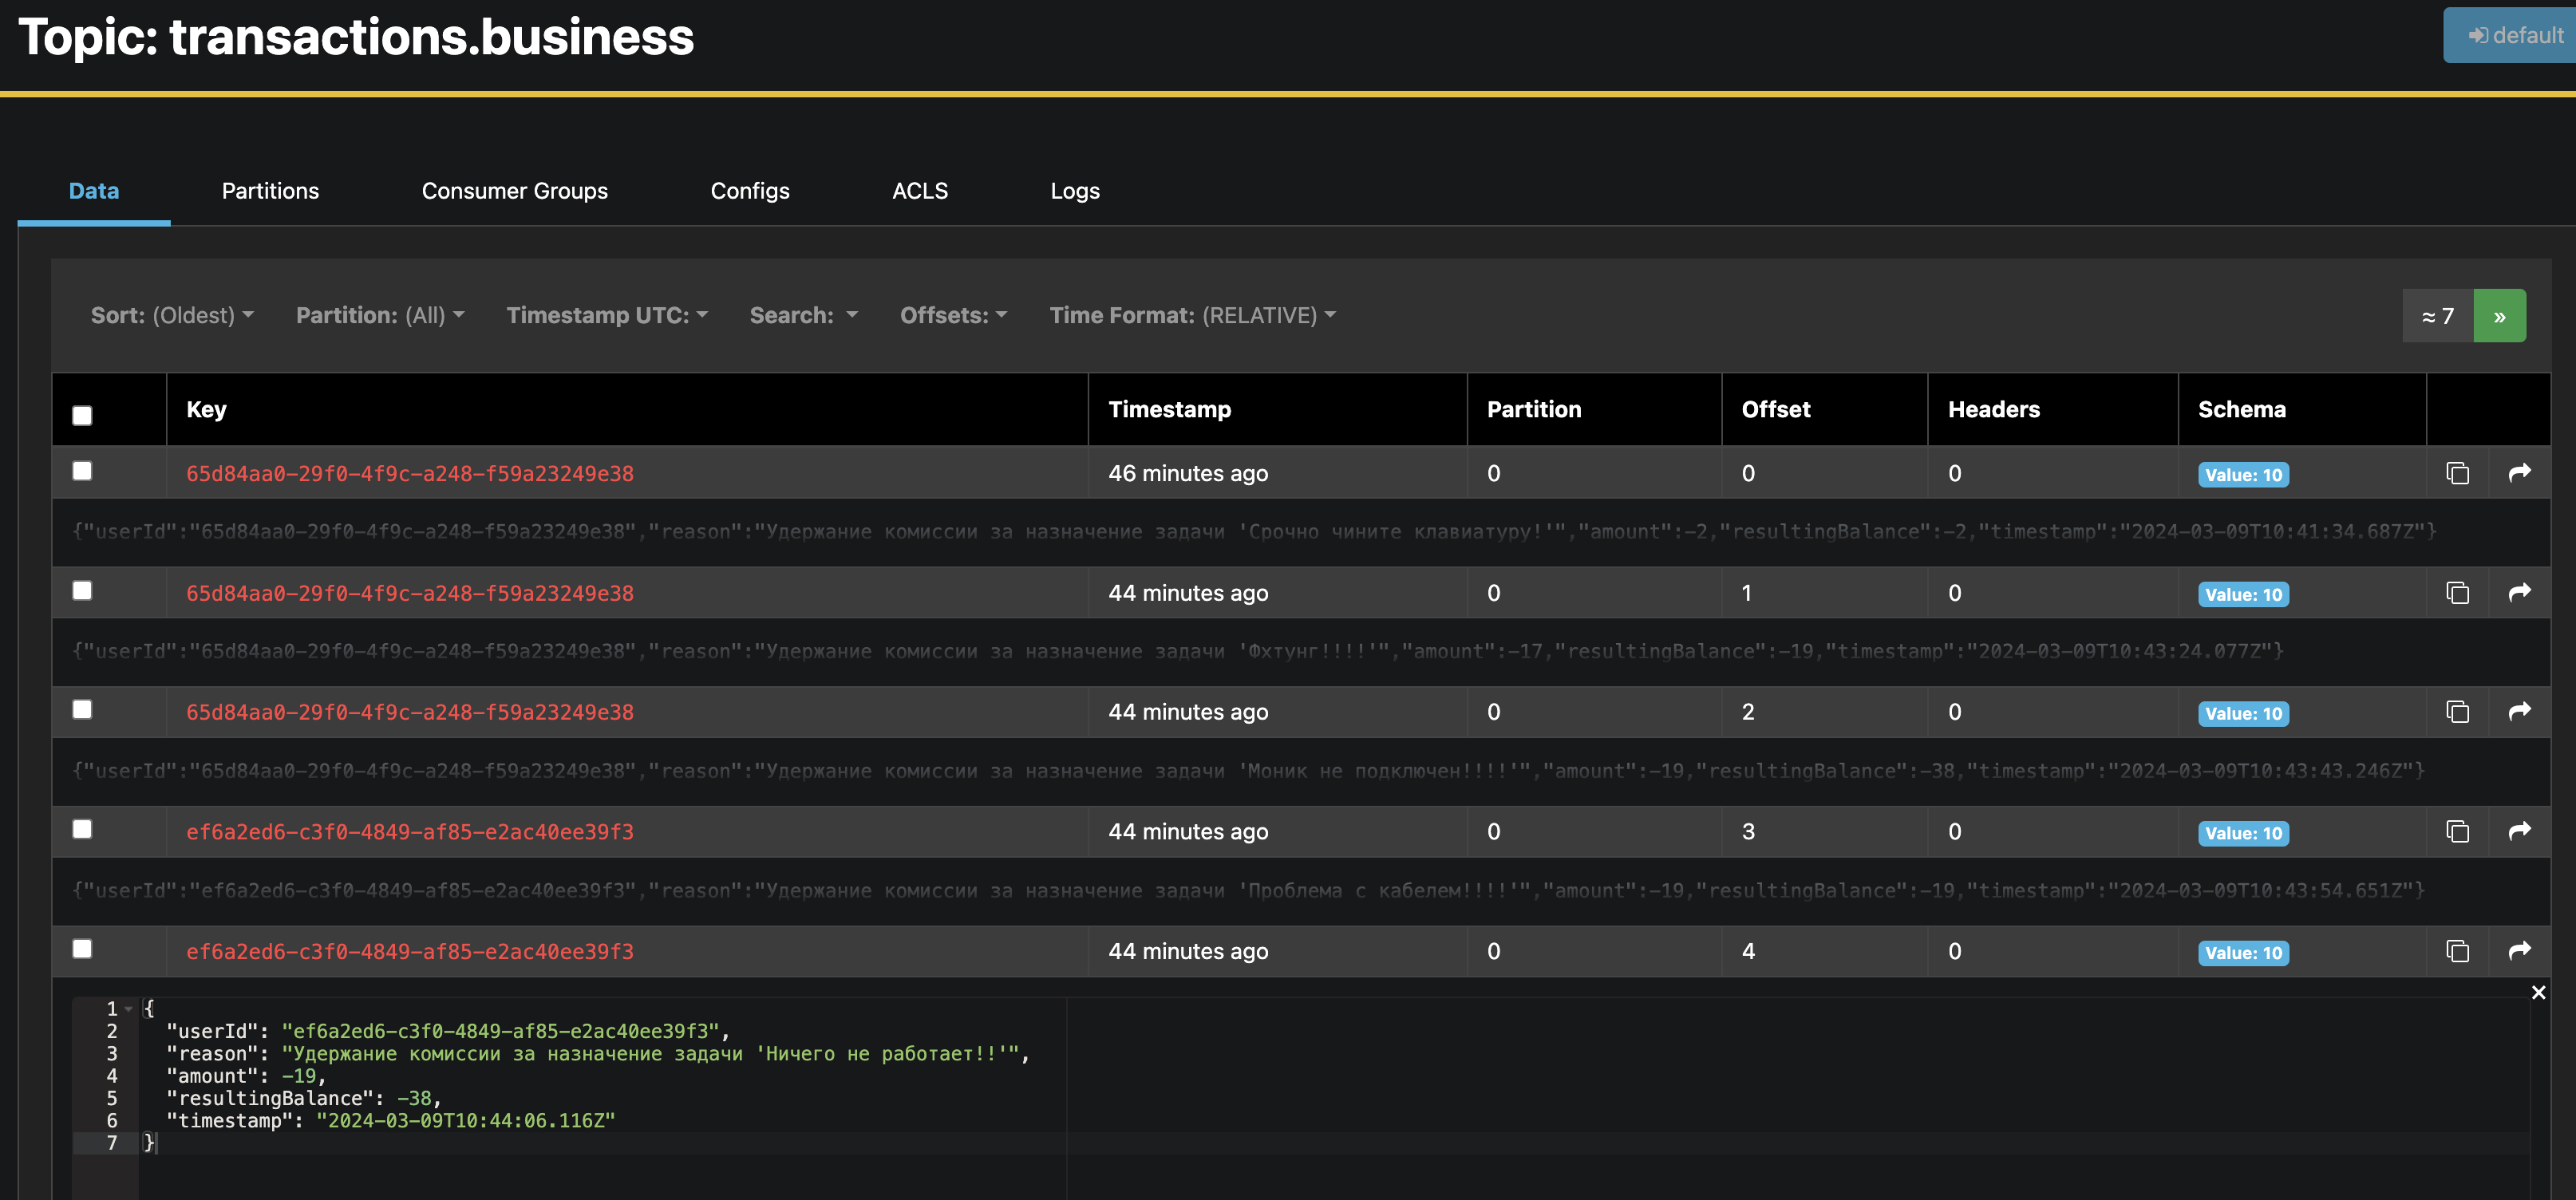 Topic: transactions.business
default
Data Partitions Consumer Groups Configs ACLS Logs
Sort: (Oldest) Partition: (All) Timestamp UTC: Search: Offsets: Time Format: (RELATIVE) ≈ 7 »
Key Timestamp Partition Offset Headers Schema
65d84aa0-29f0-4f9c-a248-f59a23249e38 46 minutes ago 0 0 0 Value: 10
{"userId":"65d84aa0-29f0-4f9c-a248-f59a23249e38","reason":"Удержание комиссии за назначение задачи 'Срочно чините клавиатуру!'","amount":-2,"resultingBalance":-2,"timestamp":"2024-03-09T10:41:34.687Z"}
65d84aa0-29f0-4f9c-a248-f59a23249e38 44 minutes ago 0 1 0 Value: 10
{"userId":"65d84aa0-29f0-4f9c-a248-f59a23249e38","reason":"Удержание комиссии за назначение задачи 'Фхтунг!!!!'","amount":-17,"resultingBalance":-19,"timestamp":"2024-03-09T10:43:24.077Z"}
65d84aa0-29f0-4f9c-a248-f59a23249e38 44 minutes ago 0 2 0 Value: 10
{"userId":"65d84aa0-29f0-4f9c-a248-f59a23249e38","reason":"Удержание комиссии за назначение задачи 'Моник не подключен!!!!'","amount":-19,"resultingBalance":-38,"timestamp":"2024-03-09T10:43:43.246Z"}
ef6a2ed6-c3f0-4849-af85-e2ac40ee39f3 44 minutes ago 0 3 0 Value: 10
{"userId":"ef6a2ed6-c3f0-4849-af85-e2ac40ee39f3","reason":"Удержание комиссии за назначение задачи 'Проблема с кабелем!!!!'","amount":-19,"resultingBalance":-19,"timestamp":"2024-03-09T10:43:54.651Z"}
ef6a2ed6-c3f0-4849-af85-e2ac40ee39f3 44 minutes ago 0 4 0 Value: 10
1 {
2 "userId": "ef6a2ed6-c3f0-4849-af85-e2ac40ee39f3",
3 "reason": "Удержание комиссии за назначение задачи 'Ничего не работает!!'",
4 "amount": -19,
5 "resultingBalance": -38,
6 "timestamp": "2024-03-09T10:44:06.116Z"
7 }